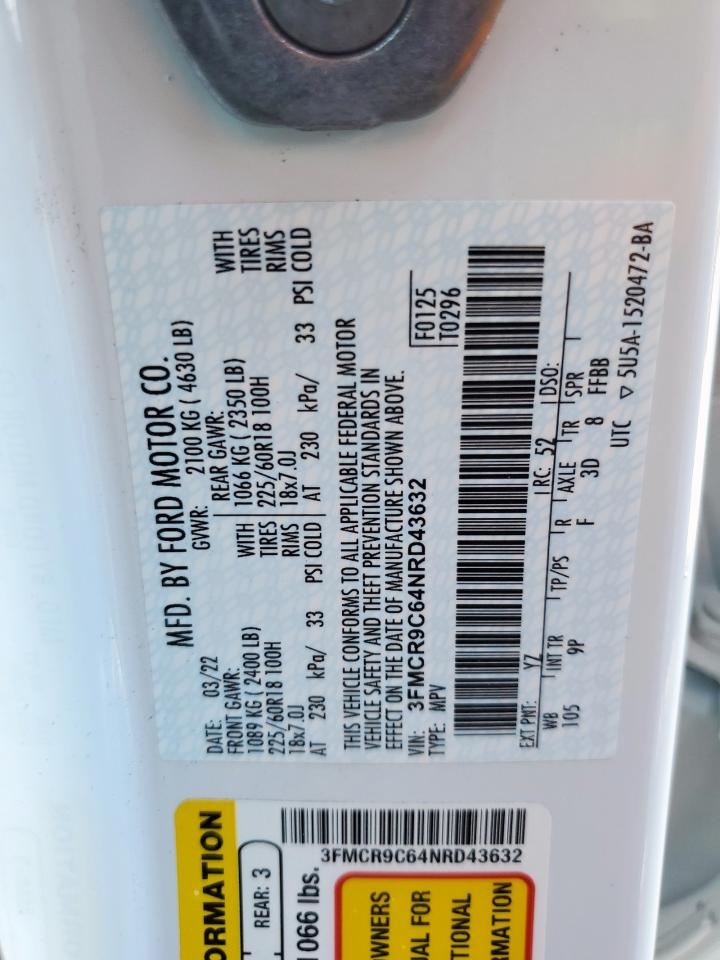 MFD. BY FORD MOTOR CO.
DATE: 03/22 GVWR: 2100 KG ( 4630 LB)
FRONT GAWR: REAR GAWR:
1089 KG ( 2400 LB) WITH 1066 KG ( 2350 LB) WITH
225/60R18 100H TIRES 225/60R18 100H TIRES
18x7.0J RIMS 18x7.0J RIMS
AT 230 kPa/ 33 PSI COLD AT 230 kPa/ 33 PSI COLD
THIS VEHICLE CONFORMS TO ALL APPLICABLE FEDERAL MOTOR
VEHICLE SAFETY AND THEFT PREVENTION STANDARDS IN
EFFECT ON THE DATE OF MANUFACTURE SHOWN ABOVE.
VIN: 3FMCR9C64NRD43632 F0125
TYPE: MPV T0296
EXT PNT: YZ RC: 52 DSO:
WB INT TR TP/PS R AXLE TR SPR
105 9P F 3D 8 FFBB
UTC ▽ 5U5A-1520472-BA
ORMATION
REAR: 3
1066 lbs.
3FMCR9C64NRD43632
OWNERS
UAL FOR
TIONAL
RMATION